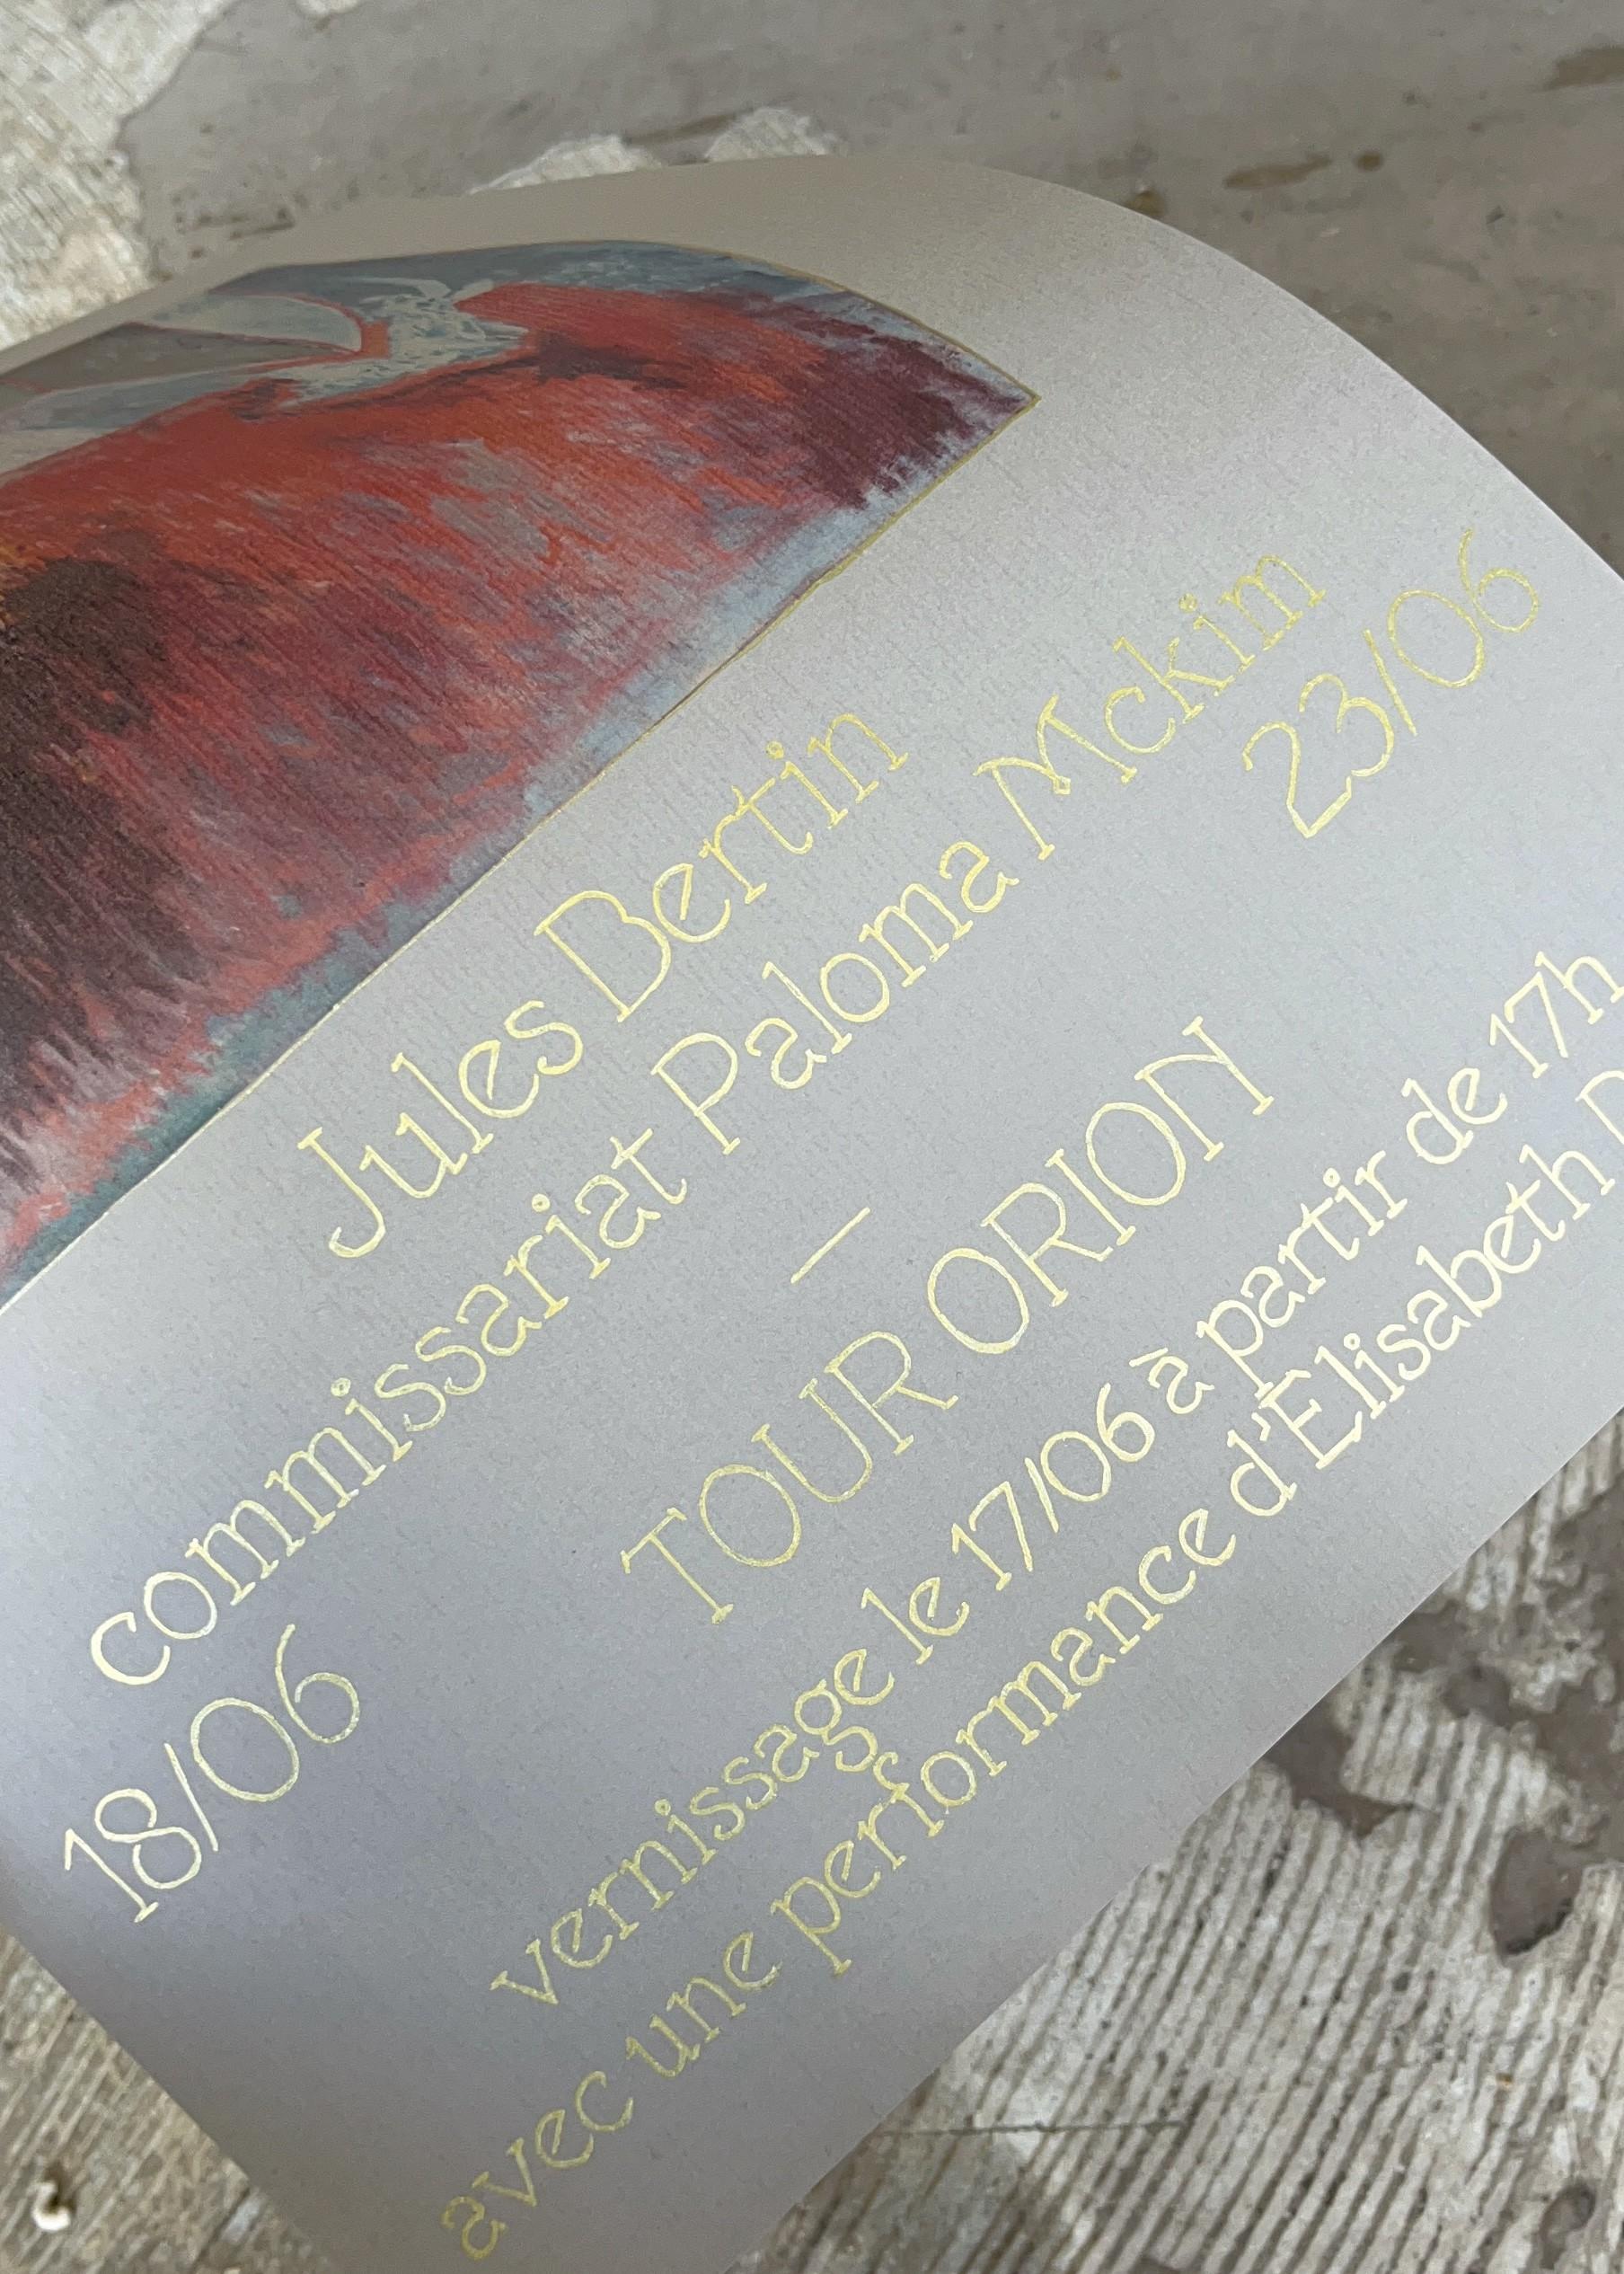 Jules Bertin
commissariat Paloma Mckim
18/06 23/06
—
TOUR ORION
vernissage le 17/06 à partir de 17h
avec une performance d'Elisabeth